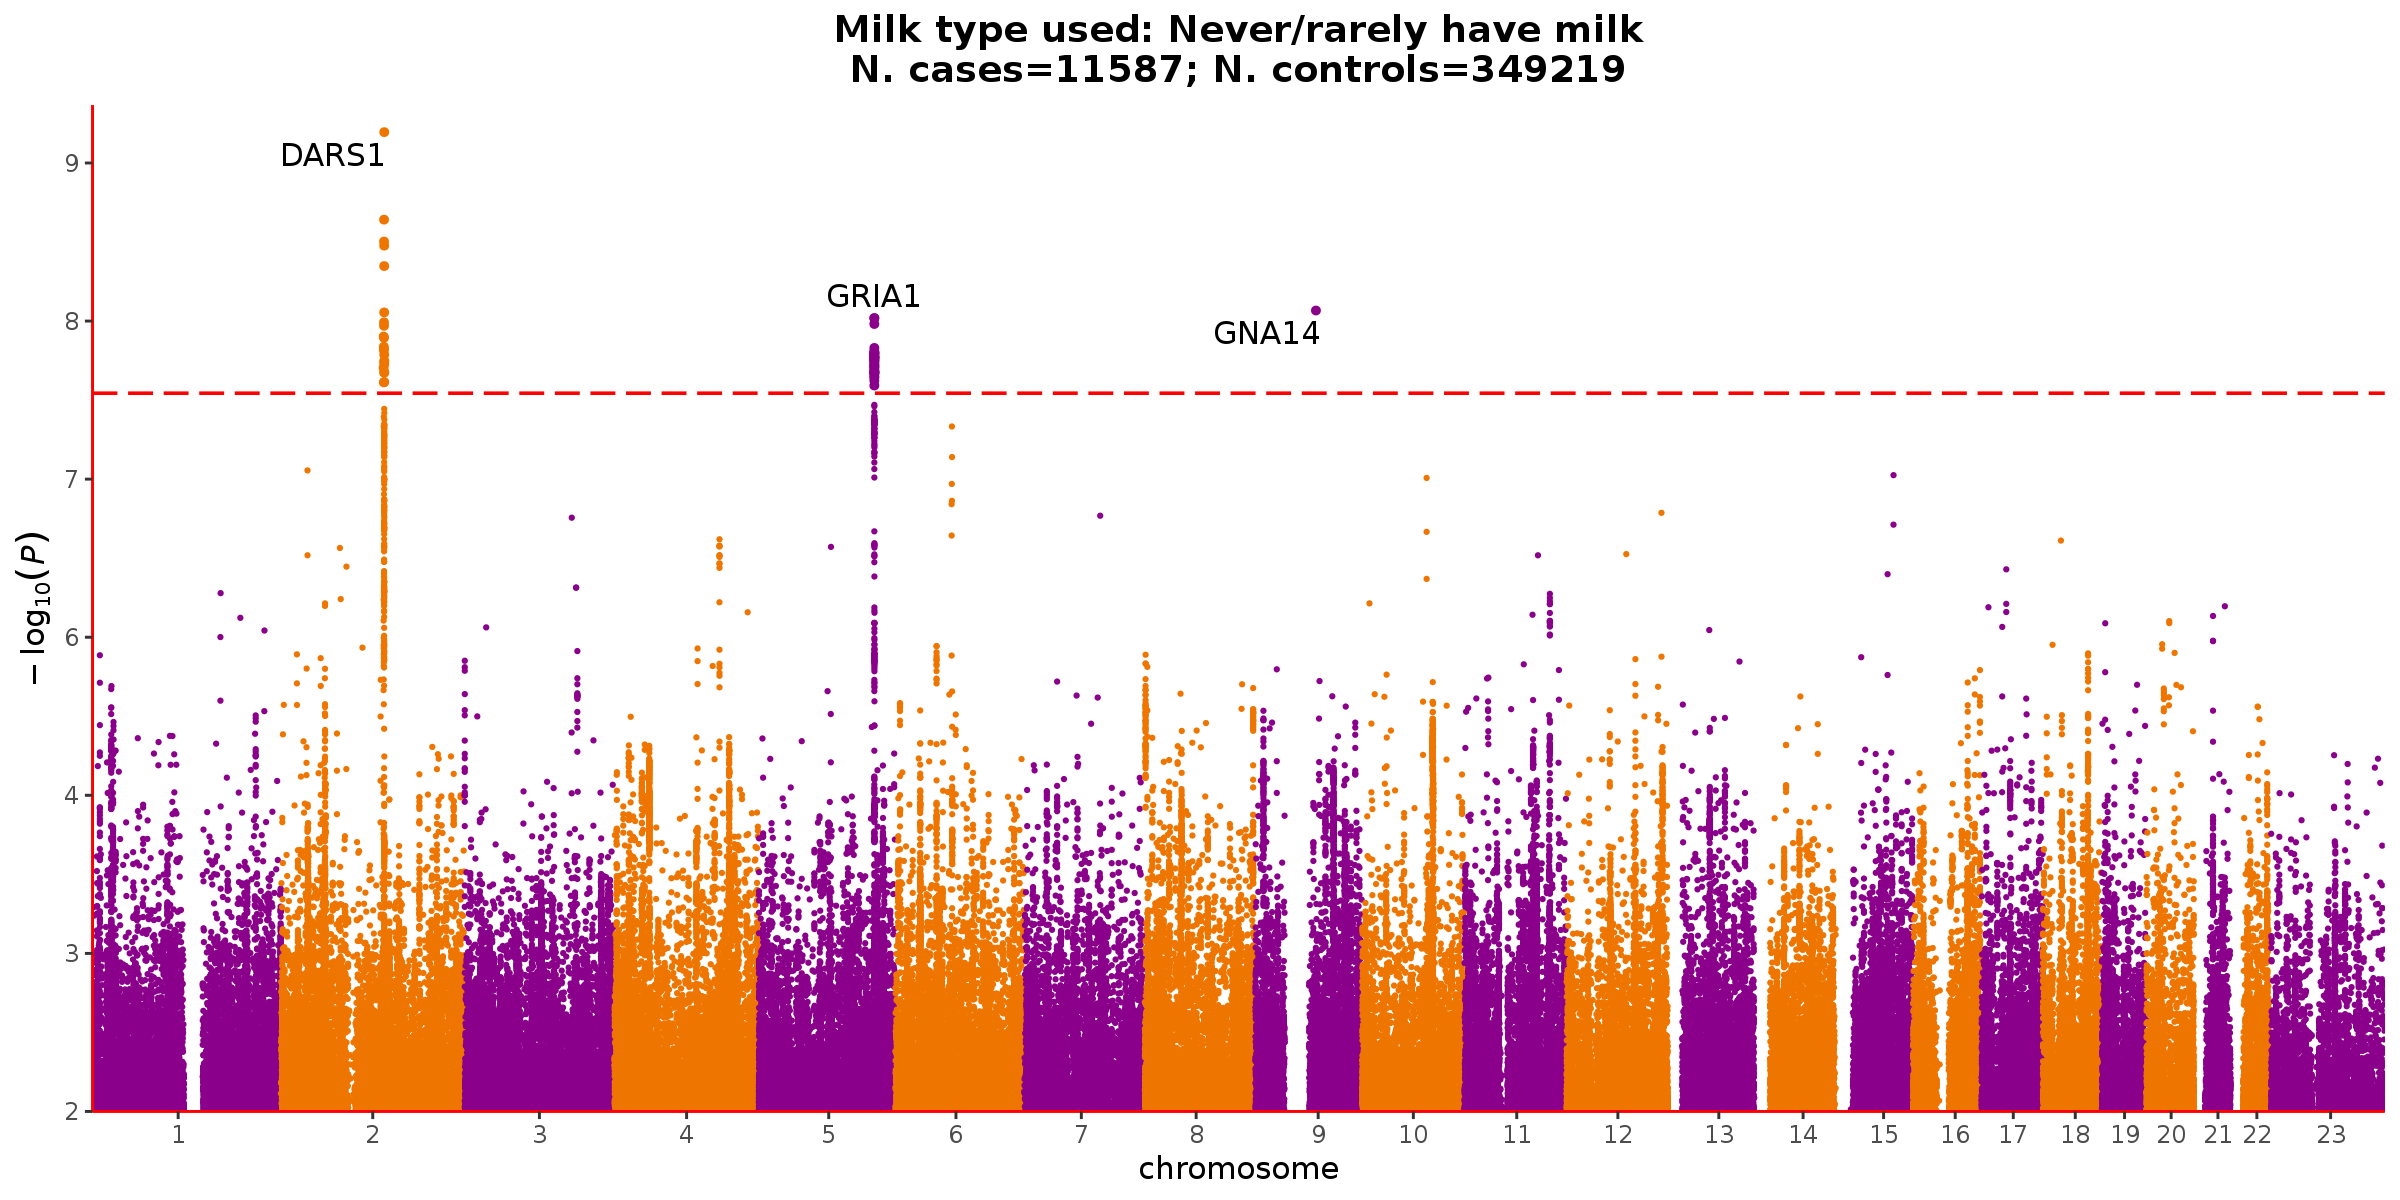 Milk type used: Never/rarely have milk
N. cases=11587; N. controls=349219
DARS1
GRIA1
GNA14
− log10(P)
9
8
7
6
5
4
3
2
1 2 3 4 5 6 7 8 9 10 11 12 13 14 15 16 17 18 19 20 21 22 23
chromosome